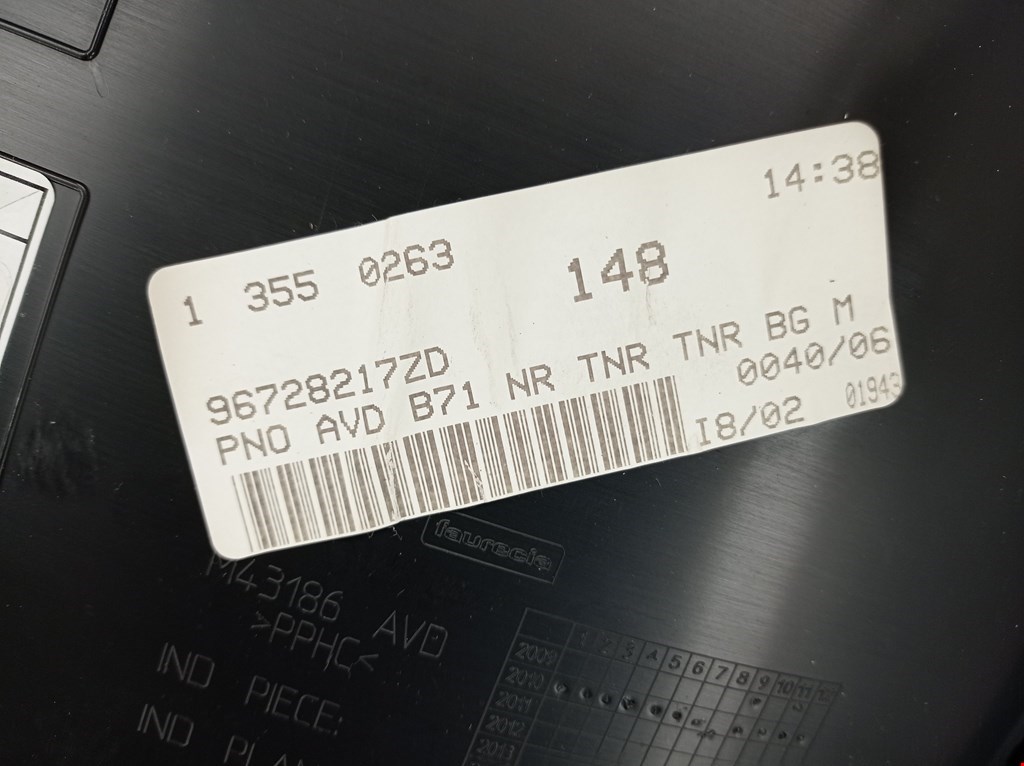 14:38
1 355 0263 148
96728217ZD
PNO AVD B71 NR TNR TNR BG M
0040/06
I8/02 01943
faurecia
M43186 AVD
>PPHC<
IND PIECE:
IND
1 2 3 4 5 6 7 8 9 10 11 12
2009
2010
2011
2012
2013